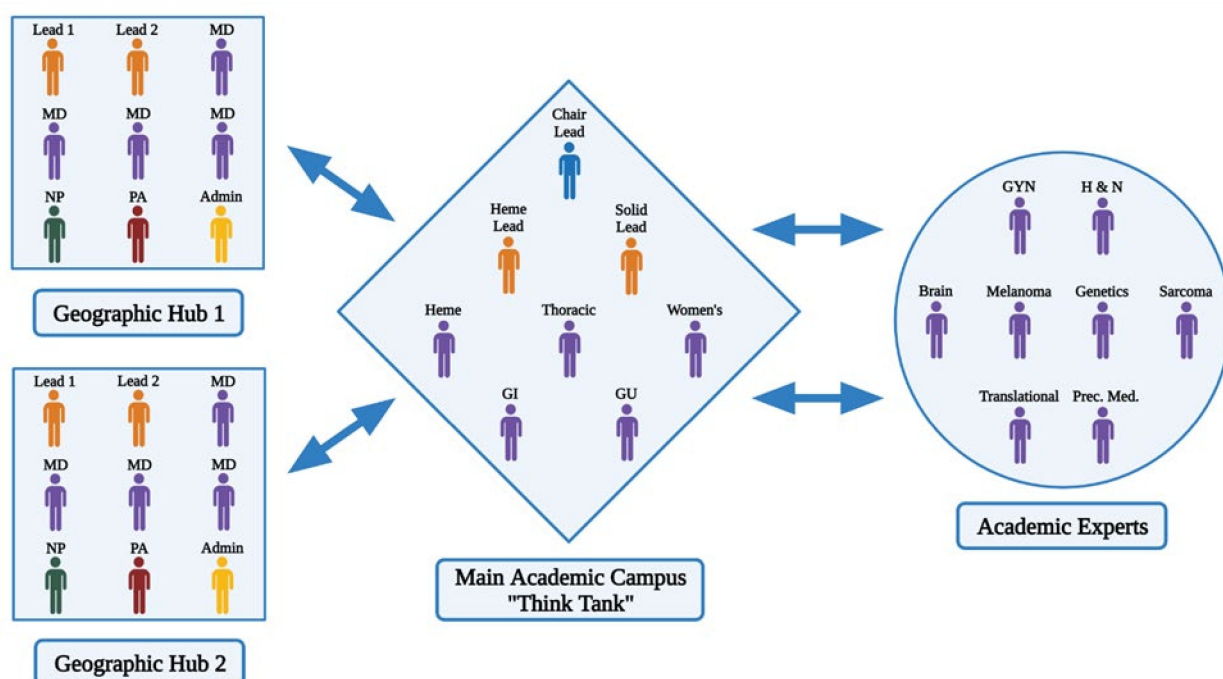 Lead 1 Lead 2 MD
MD MD MD
NP PA Admin
Geographic Hub 1
Lead 1 Lead 2 MD
MD MD MD
NP PA Admin
Geographic Hub 2
Chair
Lead
Heme
Lead
Solid
Lead
Heme Thoracic Women's
GI GU
Main Academic Campus
"Think Tank"
GYN H & N
Brain Melanoma Genetics Sarcoma
Translational Prec. Med.
Academic Experts